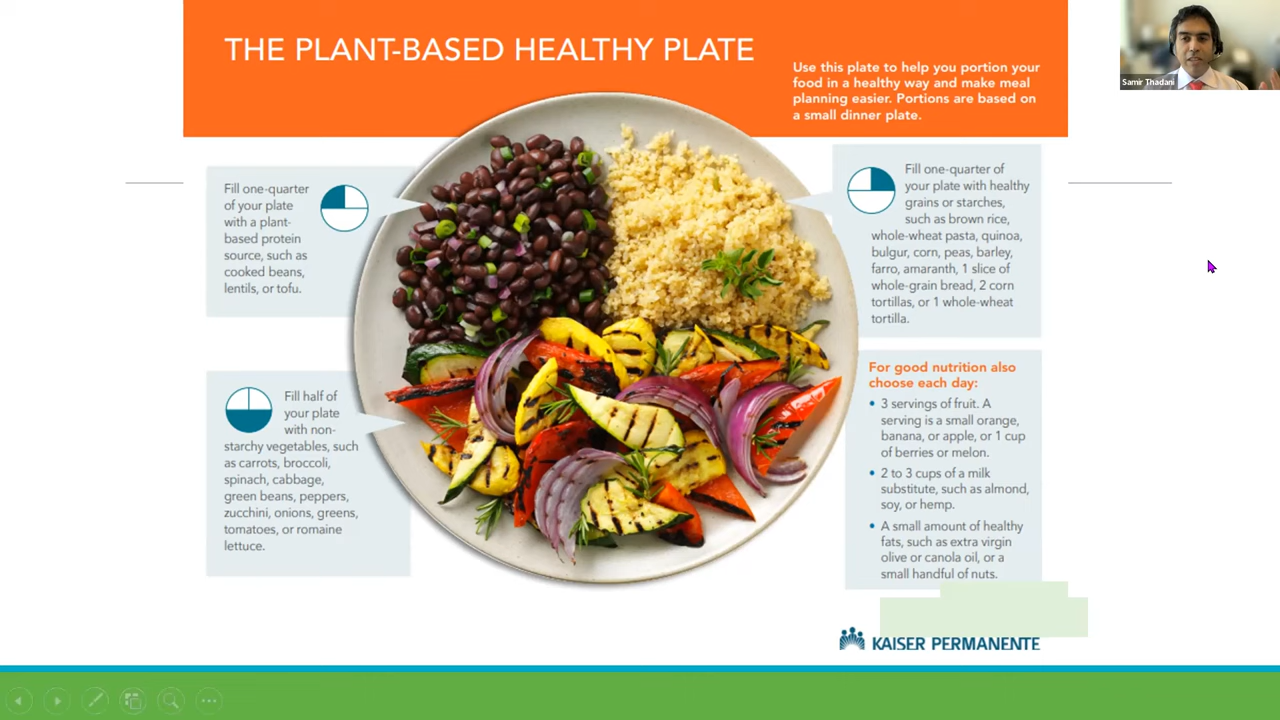 THE PLANT-BASED HEALTHY PLATE
Use this plate to help you portion your
food in a healthy way and make meal
planning easier. Portions are based on
a small dinner plate.
Samir Thadani
Fill one-quarter
of your plate
with a plant-
based protein
source, such as
cooked beans,
lentils, or tofu.
Fill one-quarter of
your plate with healthy
grains or starches,
such as brown rice,
whole-wheat pasta, quinoa,
bulgur, corn, peas, barley,
farro, amaranth, 1 slice of
whole-grain bread, 2 corn
tortillas, or 1 whole-wheat
tortilla.
Fill half of
your plate
with non-
starchy vegetables, such
as carrots, broccoli,
spinach, cabbage,
green beans, peppers,
zucchini, onions, greens,
tomatoes, or romaine
lettuce.
For good nutrition also
choose each day:
• 3 servings of fruit. A
serving is a small orange,
banana, or apple, or 1 cup
of berries or melon.
• 2 to 3 cups of a milk
substitute, such as almond,
soy, or hemp.
• A small amount of healthy
fats, such as extra virgin
olive or canola oil, or a
small handful of nuts.
KAISER PERMANENTE